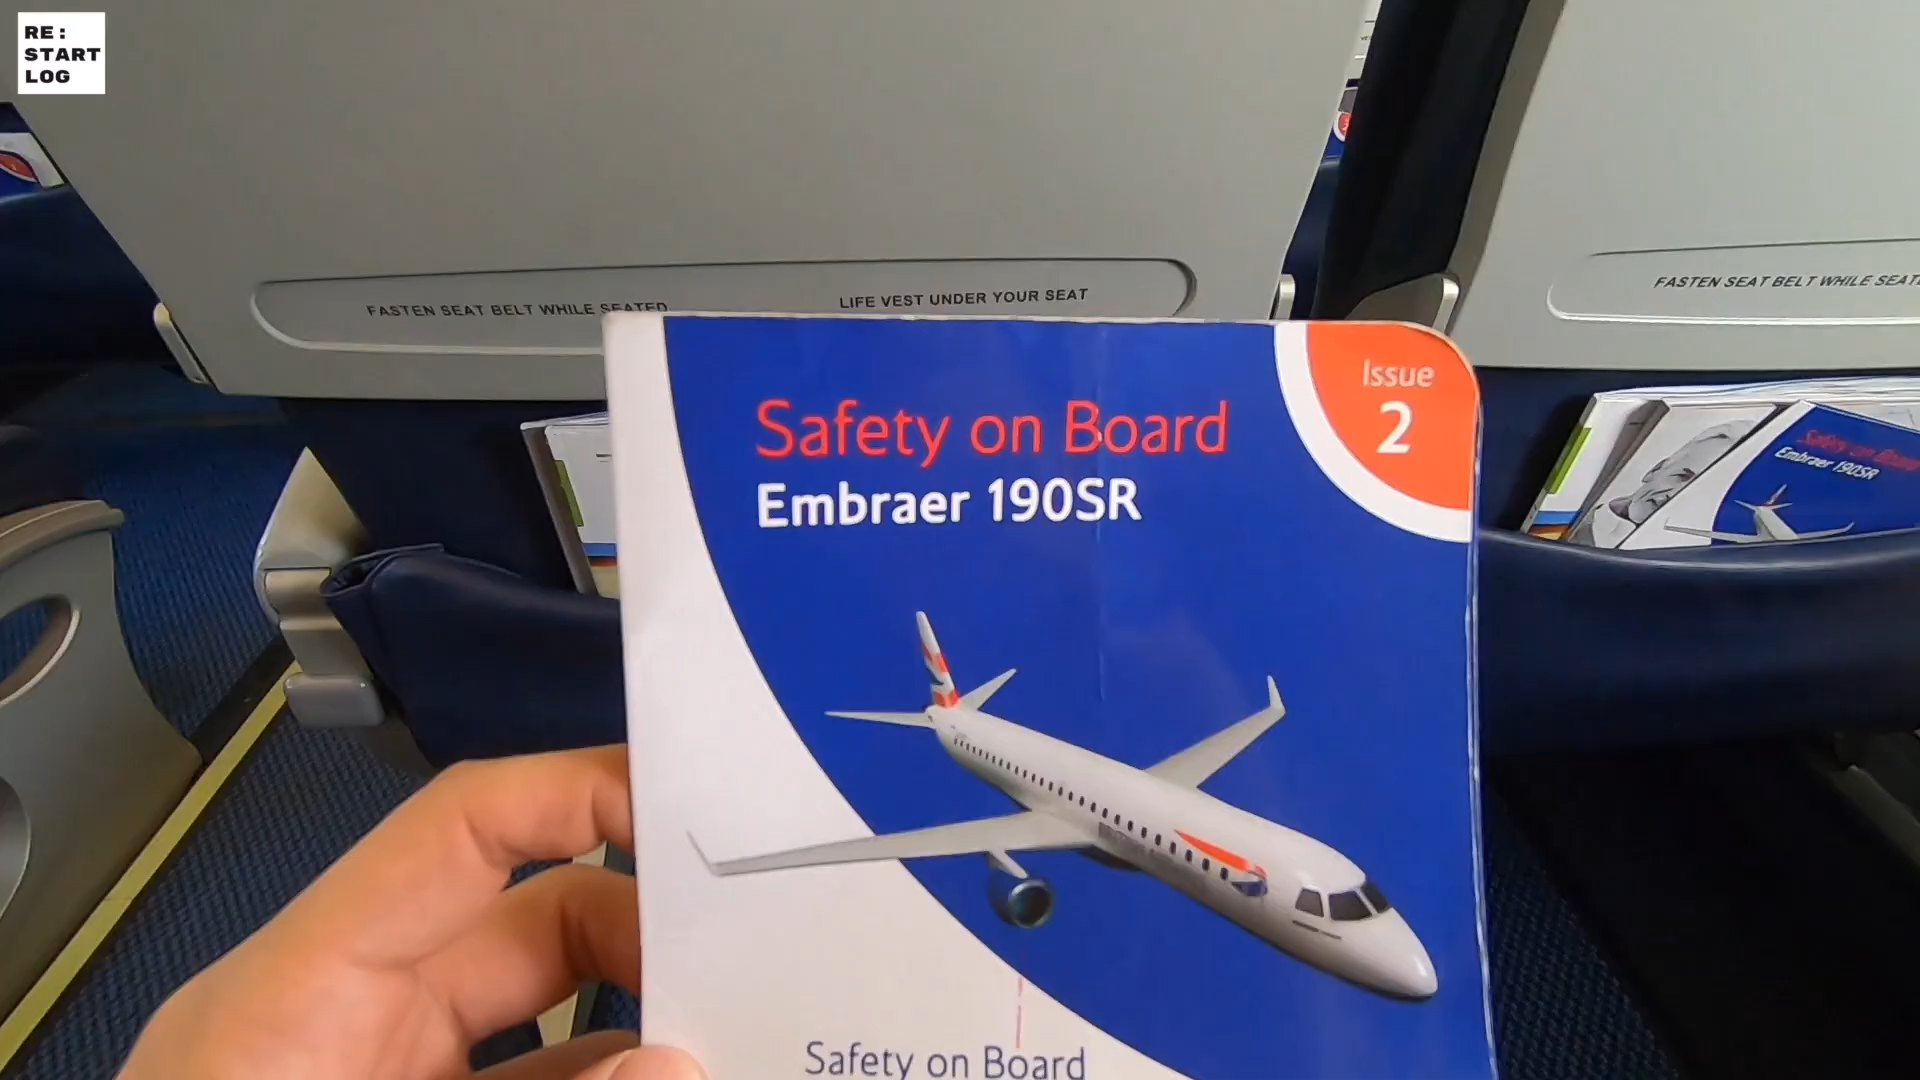 RE:
START
LOG
FASTEN SEAT BELT WHILE SEATED
LIFE VEST UNDER YOUR SEAT
FASTEN SEAT BELT WHILE SEATE
Issue
2
Safety on Board
Embraer 190SR
Safety on Board
Embraer 190SR
Safety on Board